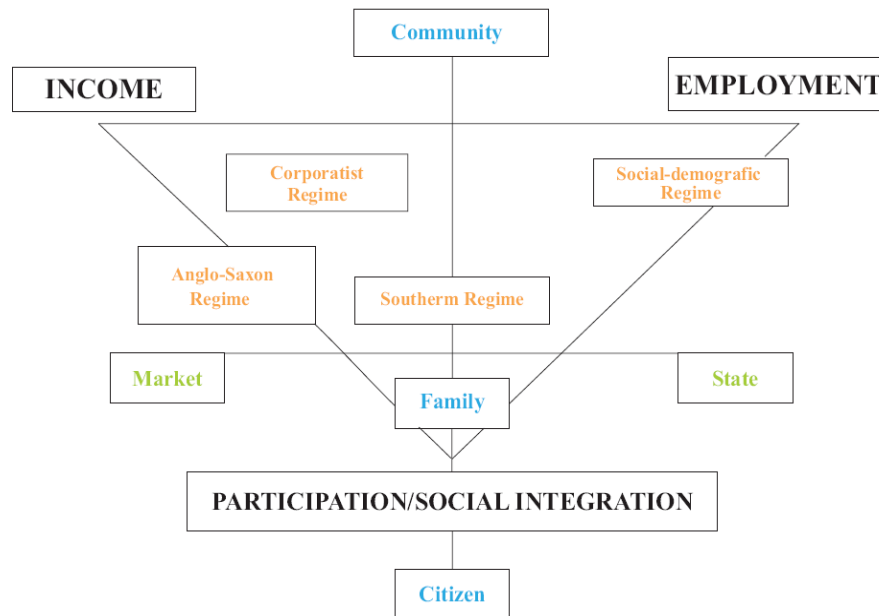 Community
INCOME
EMPLOYMENT
Corporatist
Regime
Social-demografic
Regime
Anglo-Saxon
Regime
Southerm Regime
Market
State
Family
PARTICIPATION/SOCIAL INTEGRATION
Citizen